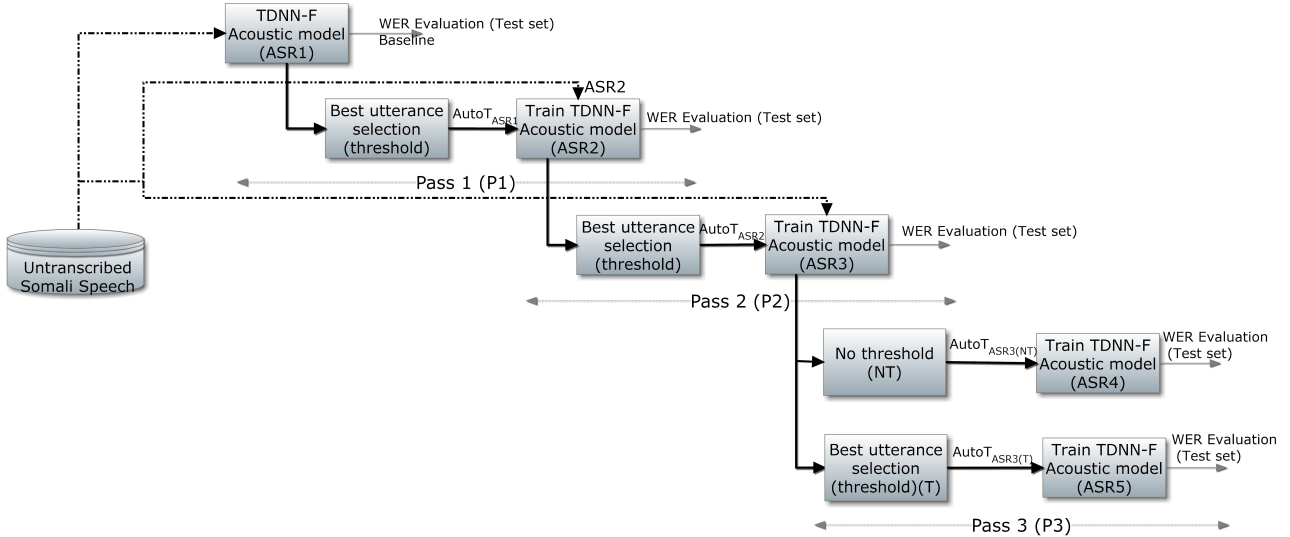 TDNN-F
Acoustic model
(ASR1)
WER Evaluation (Test set)
Baseline
ASR2
Best utterance
selection
(threshold)
AutoT_ASR1
Train TDNN-F
Acoustic model
(ASR2)
WER Evaluation (Test set)
Pass 1 (P1)
Untranscribed
Somali Speech
Best utterance
selection
(threshold)
AutoT_ASR2
Train TDNN-F
Acoustic model
(ASR3)
WER Evaluation (Test set)
Pass 2 (P2)
No threshold
(NT)
AutoT_ASR3(NT)
Train TDNN-F
Acoustic model
(ASR4)
WER Evaluation
(Test set)
Best utterance
selection
(threshold)(T)
AutoT_ASR3(T)
Train TDNN-F
Acoustic model
(ASR5)
WER Evaluation
(Test set)
Pass 3 (P3)